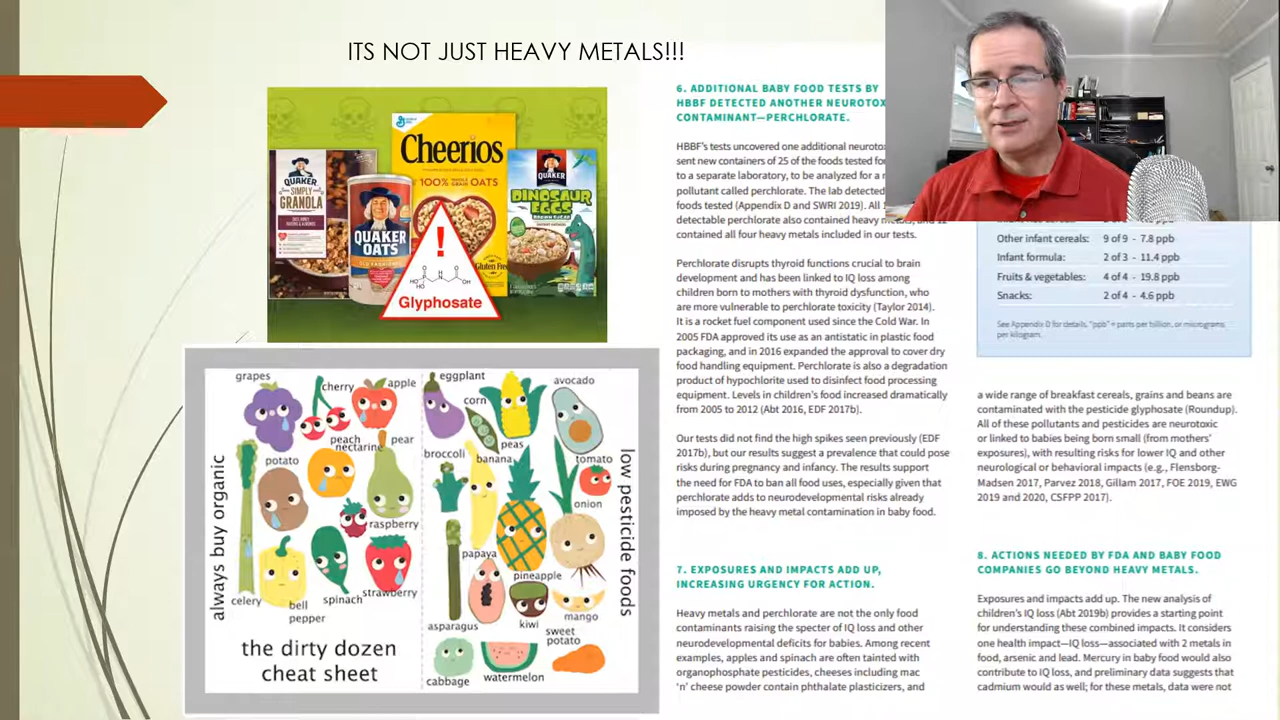 ITS NOT JUST HEAVY METALS!!!
Cheerios
100% WHOLE GRAIN OATS
QUAKER
SIMPLY
GRANOLA
QUAKER
OATS
QUAKER
DINOSAUR
EGGS
BROWN SUGAR
Gluten Free
!
HO
OH
OH
Glyphosate
grapes
cherry
apple
peach
nectarine
pear
potato
raspberry
celery
bell
pepper
spinach
strawberry
always buy organic
the dirty dozen
cheat sheet
eggplant
corn
avocado
peas
broccoli
banana
tomato
onion
papaya
pineapple
asparagus
kiwi
mango
sweet
potato
cabbage
watermelon
low pesticide foods
6. ADDITIONAL BABY FOOD TESTS BY
HBBF DETECTED ANOTHER
CONTAMINANT—PERCHLORATE.
HBBF's tests uncovered one additional
sent new containers of 25 of the foods tested
to a separate laboratory, to be analyzed for a
pollutant called perchlorate. The lab detected
foods tested (Appendix D and SWRI 2019). All
detectable perchlorate also contained heavy
contained all four heavy metals included in our tests.
Perchlorate disrupts thyroid functions crucial to brain
development and has been linked to IQ loss among
children born to mothers with thyroid dysfunction, who
are more vulnerable to perchlorate toxicity (Taylor 2014).
It is a rocket fuel component used since the Cold War. In
2005 FDA approved its use as an antistatic in plastic food
packaging, and in 2016 expanded the approval to cover dry
food handling equipment. Perchlorate is also a degradation
product of hypochlorite used to disinfect food processing
equipment. Levels in children's food increased dramatically
from 2005 to 2012 (Abt 2016, EDF 2017b).
Our tests did not find the high spikes seen previously (EDF
2017b), but our results suggest a prevalence that could pose
risks during pregnancy and infancy. The results support
the need for FDA to ban all food uses, especially given that
perchlorate adds to neurodevelopmental risks already
imposed by the heavy metal contamination in baby food.
7. EXPOSURES AND IMPACTS ADD UP,
INCREASING URGENCY FOR ACTION.
Heavy metals and perchlorate are not the only food
contaminants raising the specter of IQ loss and other
neurodevelopmental deficits for babies. Among recent
examples, apples and spinach are often tainted with
organophosphate pesticides, cheeses including mac
'n' cheese powder contain phthalate plasticizers, and
Other infant cereals: 9 of 9 - 7.8 ppb
Infant formula: 2 of 3 - 11.4 ppb
Fruits & vegetables: 4 of 4 - 19.8 ppb
Snacks: 2 of 4 - 4.6 ppb
See Appendix D for details. "ppb" = parts per billion, or micrograms
per kilogram.
a wide range of breakfast cereals, grains and beans are
contaminated with the pesticide glyphosate (Roundup).
All of these pollutants and pesticides are neurotoxic
or linked to babies being born small (from mothers'
exposures), with resulting risks for lower IQ and other
neurological or behavioral impacts (e.g., Flensborg-
Madsen 2017, Parvez 2018, Gillam 2017, FOE 2019, EWG
2019 and 2020, CSFPP 2017).
8. ACTIONS NEEDED BY FDA AND BABY FOOD
COMPANIES GO BEYOND HEAVY METALS.
Exposures and impacts add up. The new analysis of
children's IQ loss (Abt 2019b) provides a starting point
for understanding these combined impacts. It considers
one health impact—IQ loss—associated with 2 metals in
food, arsenic and lead. Mercury in baby food would also
contribute to IQ loss, and preliminary data suggests that
cadmium would as well; for these metals, data were not